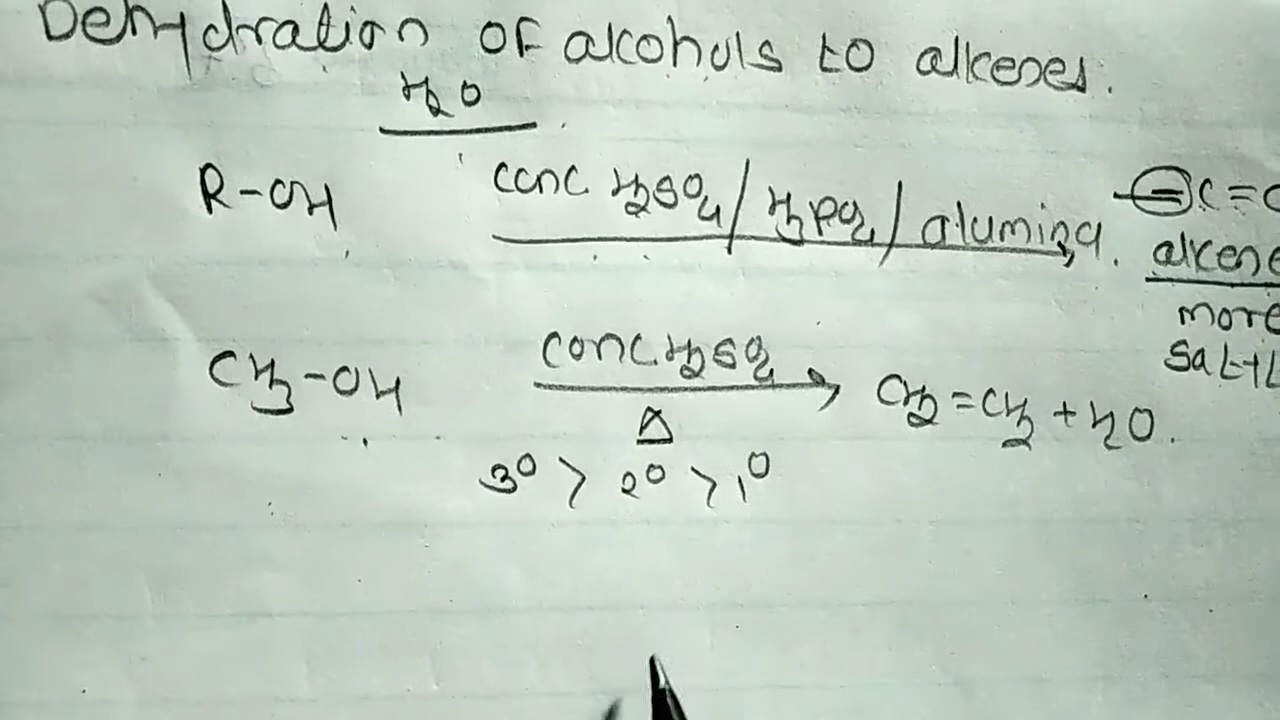 Dehydration of alcohols to alkenes.
H2O
R-OH conc H2SO4/H3PO4/alumina. C=C
alkene
more
CH3-OH conc.H2SO4 CH2=CH2 + H2O.
Δ
3° > 2° > 1°